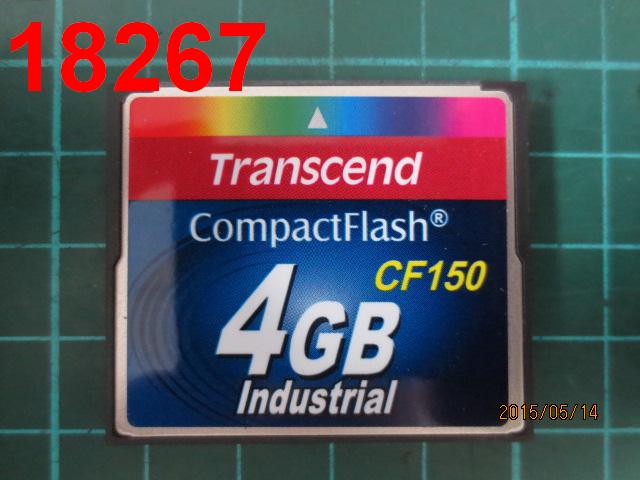 18267
Transcend
CompactFlash®
CF150
4GB
Industrial
2015/05/14